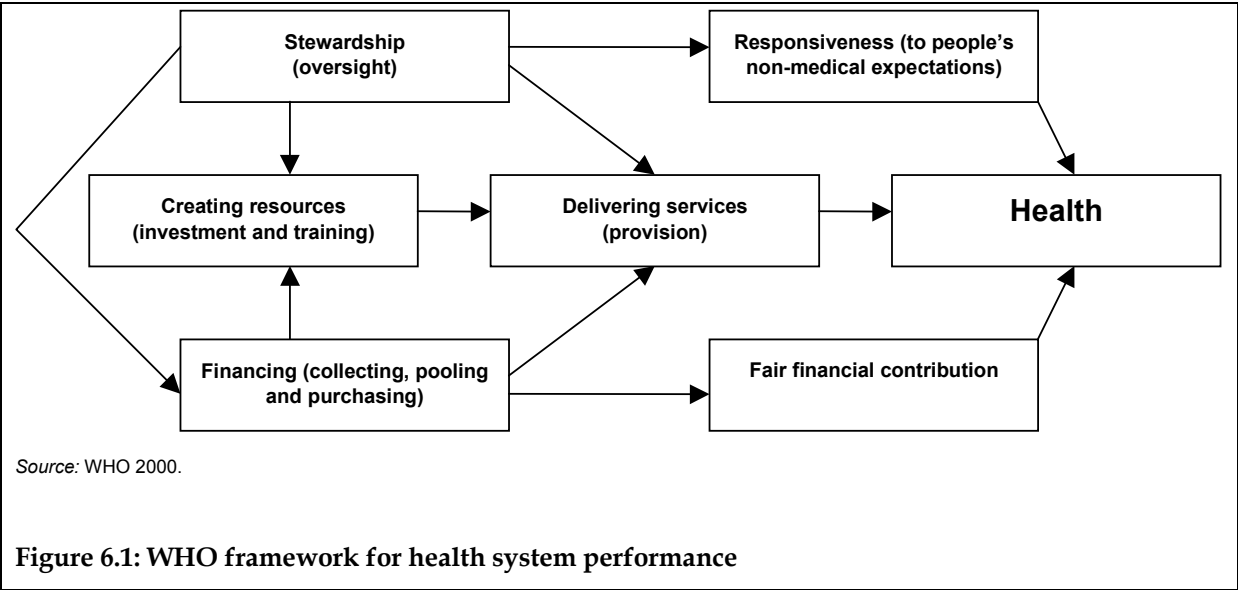 Stewardship
(oversight)
Responsiveness (to people's
non-medical expectations)
Creating resources
(investment and training)
Delivering services
(provision)
Health
Financing (collecting, pooling
and purchasing)
Fair financial contribution
Source: WHO 2000.
Figure 6.1: WHO framework for health system performance